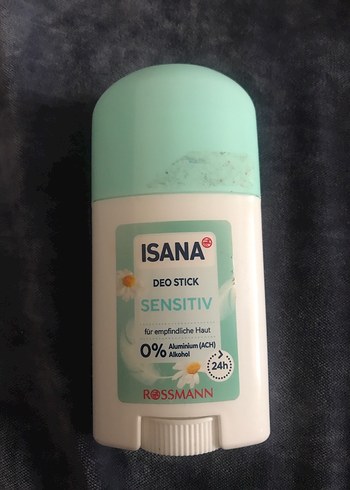 ISANA
DEO STICK
SENSITIV
für empfindliche Haut
0% Aluminium (ACH)
Alkohol
24h
ROSSMANN